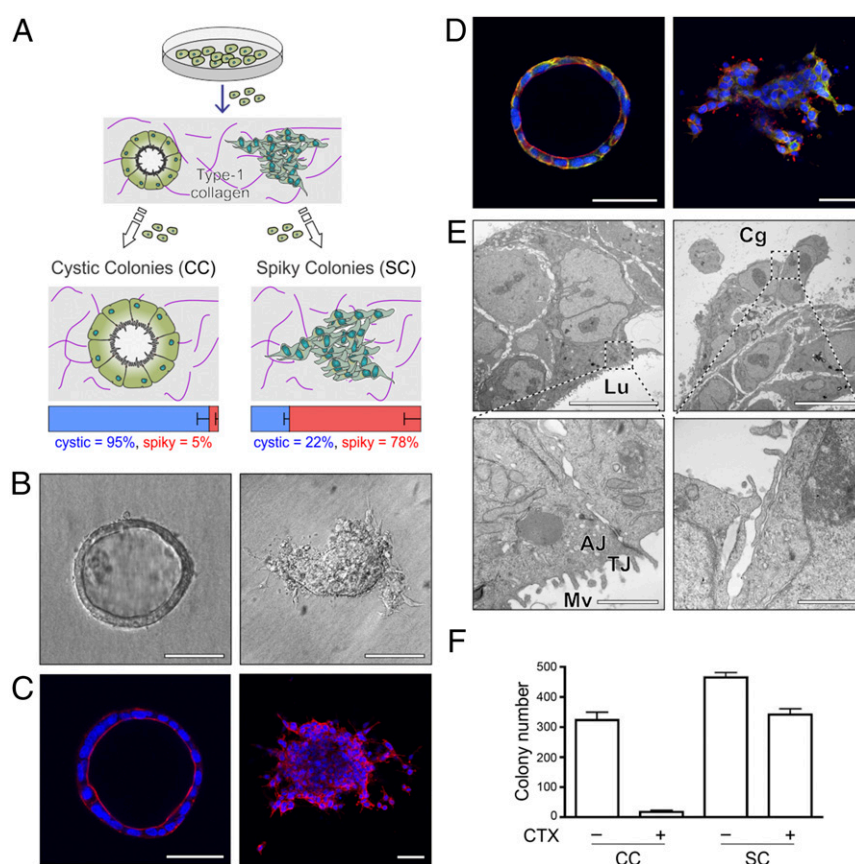 A
Type-1
collagen
Cystic Colonies (CC)
Spiky Colonies (SC)
cystic = 95%, spiky = 5%
cystic = 22%, spiky = 78%
B
C
D
E
Cg
Lu
AJ
TJ
Mv
F
Colony number
500
400
300
200
100
0
CTX – + – +
CC SC